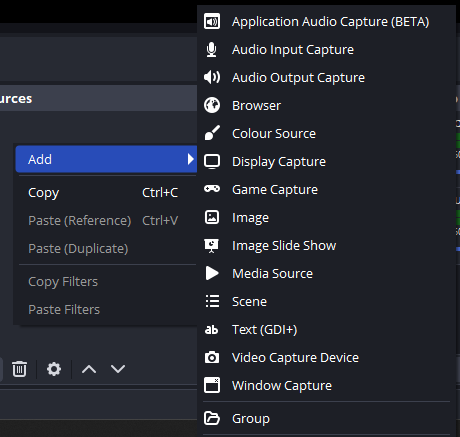 urces
Add
Copy Ctrl+C
Paste (Reference) Ctrl+V
Paste (Duplicate)
Copy Filters
Paste Filters
Application Audio Capture (BETA)
Audio Input Capture
Audio Output Capture
Browser
Colour Source
Display Capture
Game Capture
Image
Image Slide Show
Media Source
Scene
ab Text (GDI+)
Video Capture Device
Window Capture
Group